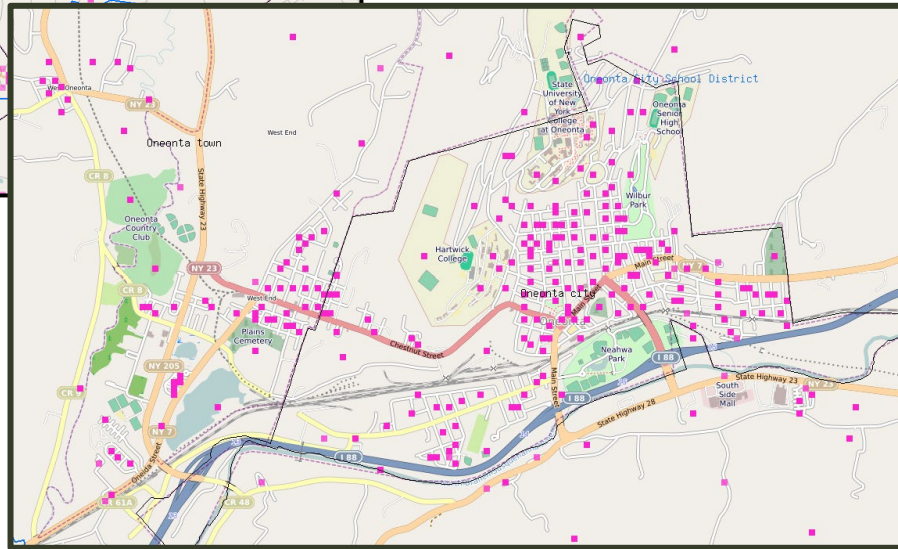 State
University
of New
York
College
at Oneonta
Oneonta City School District
West Oneonta
NY 23
Oneonta
Senior
High
School
West End
Oneonta town
CR 8
State Highway 23
Wilbur
Park
Oneonta
Country
Club
Hartwick
College
NY 23
Main Street
CR 8
West End
Oneonta city
Main Street
Oneonta
Plains
Cemetery
Chestnut Street
Neahwa
Park
I 88
NY 205
State Highway 23
NY 23
South
Side
Mall
Main Street
I 88
State Highway 28
NY 7
Oneida Street
I 88
CR 48